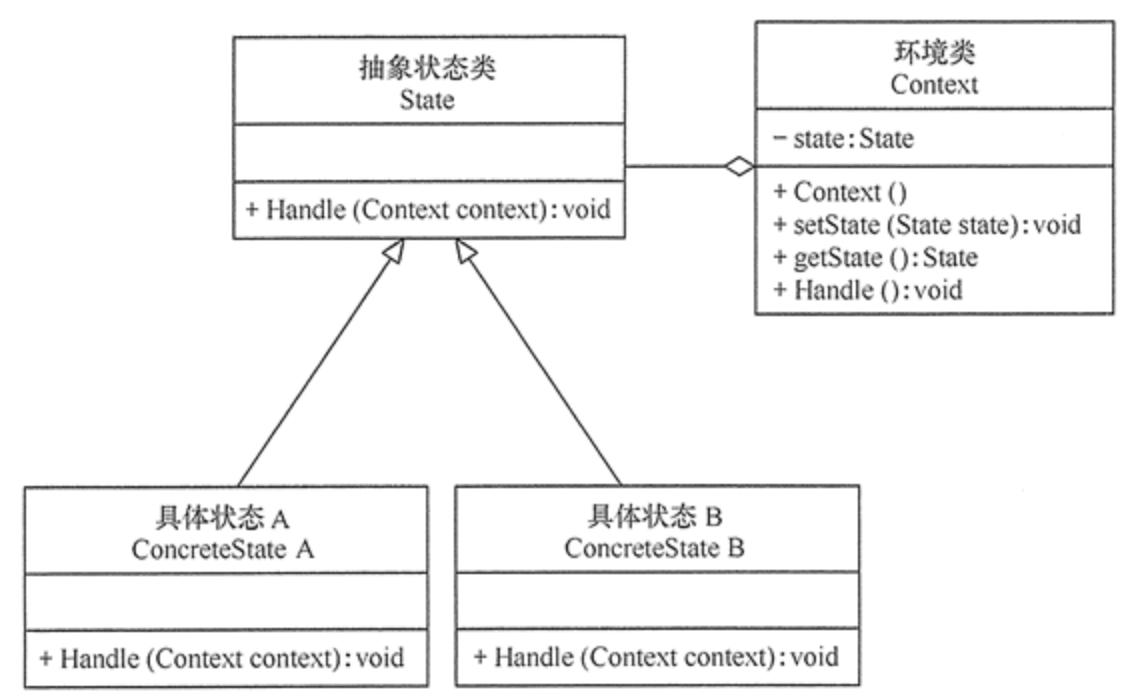 抽象状态类
State
+ Handle (Context context):void
环境类
Context
− state:State
+ Context ()
+ setState (State state):void
+ getState ():State
+ Handle ():void
具体状态 A
ConcreteState A
+ Handle (Context context):void
具体状态 B
ConcreteState B
+ Handle (Context context):void